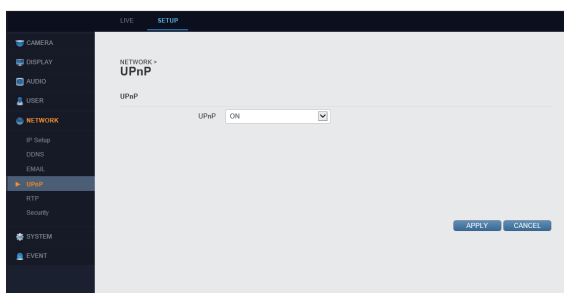 LIVE SETUP
CAMERA
DISPLAY
AUDIO
USER
NETWORK
IP Setup
DDNS
EMAIL
UPnP
RTP
Security
SYSTEM
EVENT
NETWORK >
UPnP
UPnP
UPnP ON
APPLY CANCEL